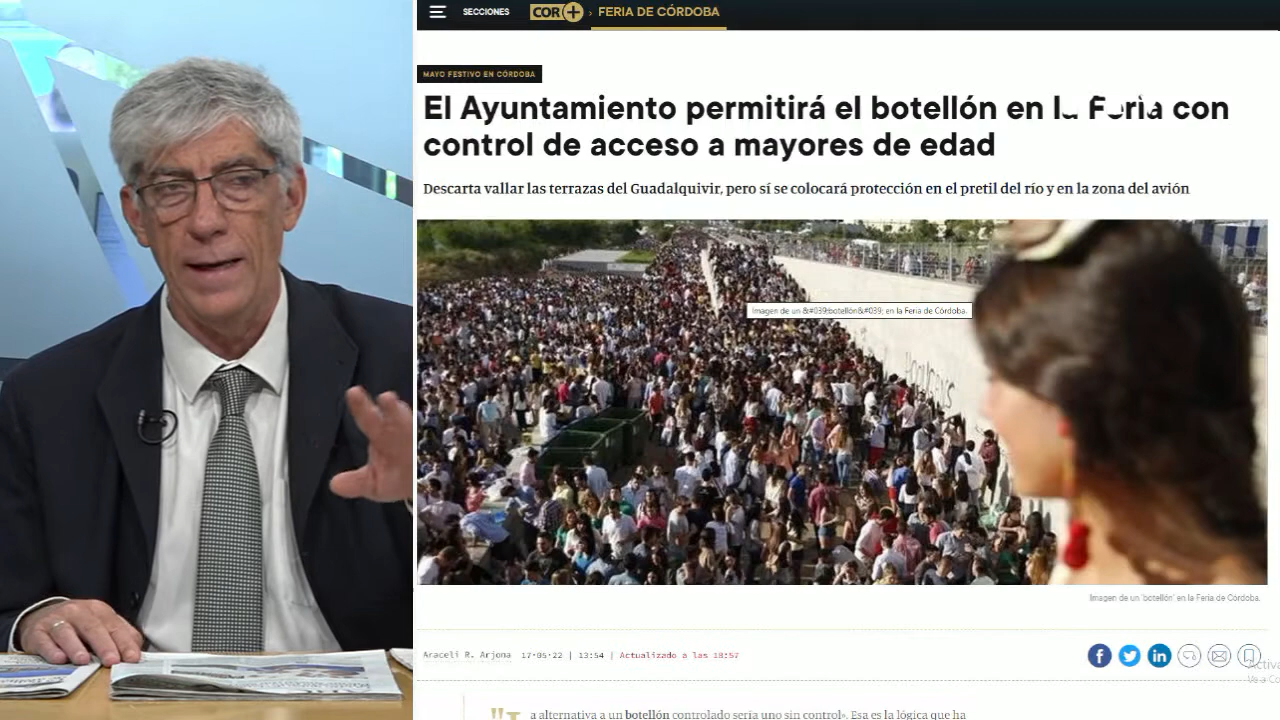 SECCIONES COR+ › FERIA DE CÓRDOBA
MAYO FESTIVO EN CÓRDOBA
El Ayuntamiento permitirá el botellón en la Feria con
control de acceso a mayores de edad
Descarta vallar las terrazas del Guadalquivir, pero sí se colocará protección en el pretil del río y en la zona del avión
Imagen de un &#039;botellón&#039; en la Feria de Córdoba.
Imagen de un 'botellón' en la Feria de Córdoba.
Araceli R. Arjona 17·05·22 | 13:54 | Actualizado a las 18:57
a alternativa a un botellón controlado sería uno sin control». Esa es la lógica que ha